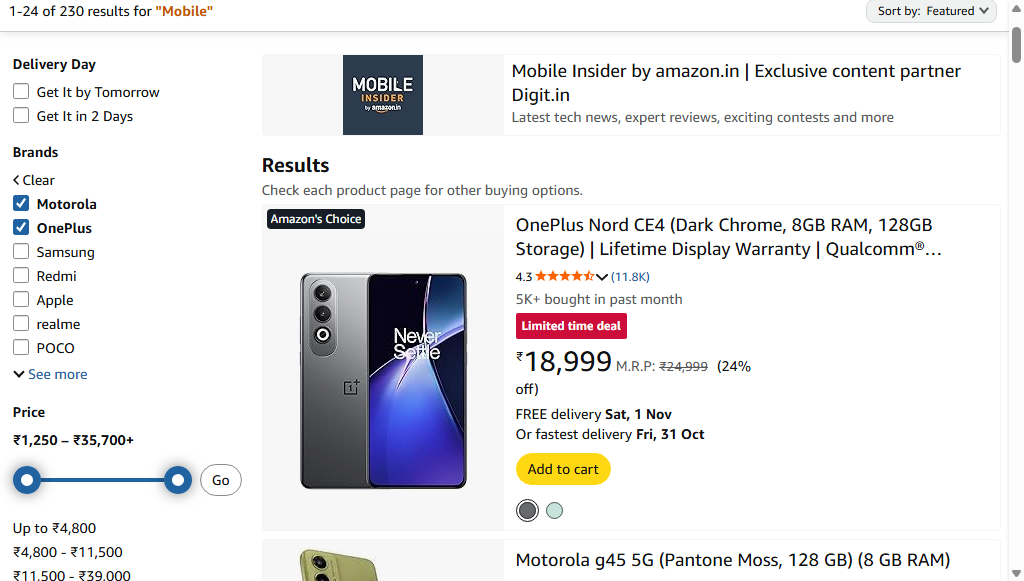 1-24 of 230 results for "Mobile"
Sort by: Featured
Delivery Day
Get It by Tomorrow
Get It in 2 Days
Brands
Clear
Motorola
OnePlus
Samsung
Redmi
Apple
realme
POCO
See more
Price
₹1,250 – ₹35,700+
Go
Up to ₹4,800
₹4,800 - ₹11,500
₹11,500 - ₹39,000
MOBILE
INSIDER
by amazon.in
Mobile Insider by amazon.in | Exclusive content partner
Digit.in
Latest tech news, expert reviews, exciting contests and more
Results
Check each product page for other buying options.
Amazon's Choice
Never
Settle
OnePlus Nord CE4 (Dark Chrome, 8GB RAM, 128GB
Storage) | Lifetime Display Warranty | Qualcomm®…
4.3 (11.8K)
5K+ bought in past month
Limited time deal
₹18,999 M.R.P: ₹24,999 (24%
off)
FREE delivery Sat, 1 Nov
Or fastest delivery Fri, 31 Oct
Add to cart
Motorola g45 5G (Pantone Moss, 128 GB) (8 GB RAM)